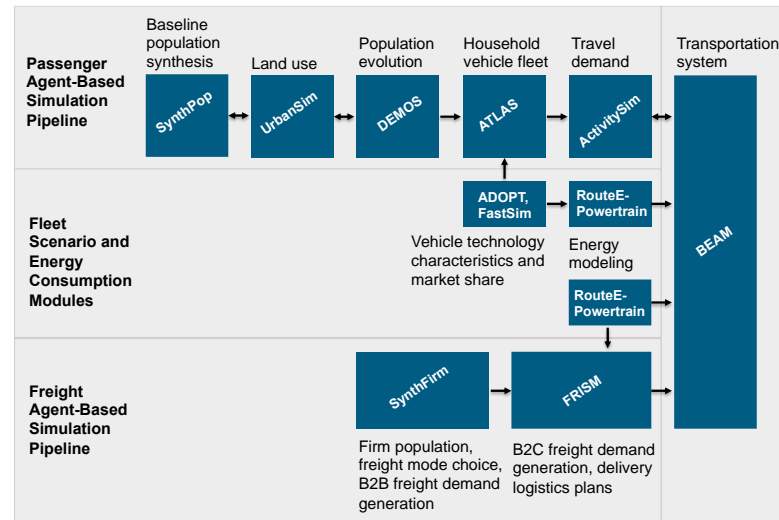 Passenger
Agent-Based
Simulation
Pipeline
Baseline
population
synthesis
SynthPop
Land use
UrbanSim
Population
evolution
DEMOS
Household
vehicle fleet
ATLAS
Travel
demand
ActivitySim
Transportation
system
BEAM
Fleet
Scenario and
Energy
Consumption
Modules
ADOPT,
FastSim
Vehicle technology
characteristics and
market share
RouteE-
Powertrain
Energy
modeling
RouteE-
Powertrain
Freight
Agent-Based
Simulation
Pipeline
SynthFirm
Firm population,
freight mode choice,
B2B freight demand
generation
FRISM
B2C freight demand
generation, delivery
logistics plans